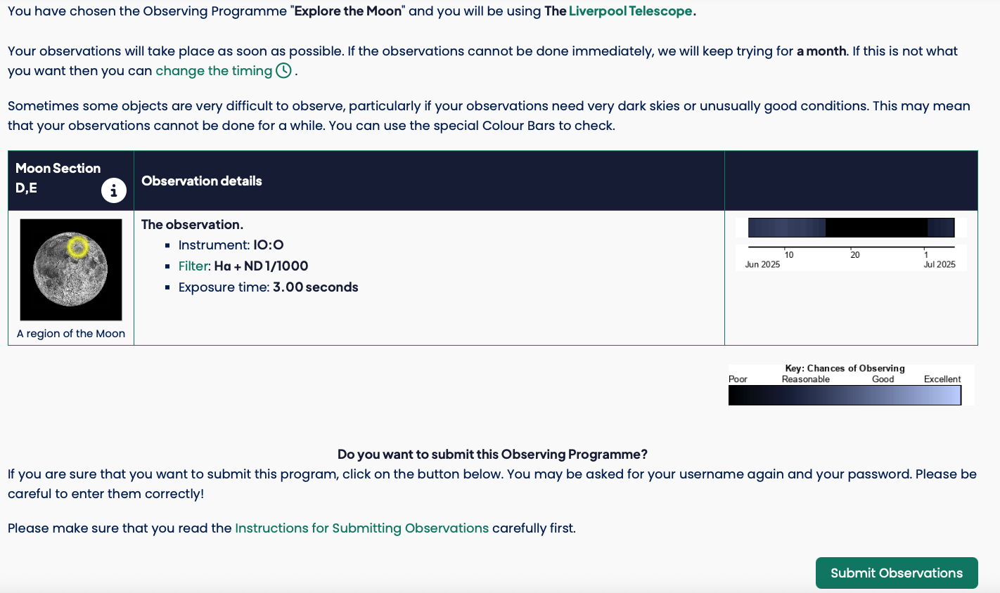 You have chosen the Observing Programme "Explore the Moon" and you will be using The Liverpool Telescope.
Your observations will take place as soon as possible. If the observations cannot be done immediately, we will keep trying for a month. If this is not what
you want then you can change the timing .
Sometimes some objects are very difficult to observe, particularly if your observations need very dark skies or unusually good conditions. This may mean
that your observations cannot be done for a while. You can use the special Colour Bars to check.
Moon Section
D,E
i
Observation details
The observation.
Instrument: IO:O
Filter: Ha + ND 1/1000
Exposure time: 3.00 seconds
A region of the Moon
10 20 1
Jun 2025 Jul 2025
Key: Chances of Observing
Poor Reasonable Good Excellent
Do you want to submit this Observing Programme?
If you are sure that you want to submit this program, click on the button below. You may be asked for your username again and your password. Please be
careful to enter them correctly!
Please make sure that you read the Instructions for Submitting Observations carefully first.
Submit Observations